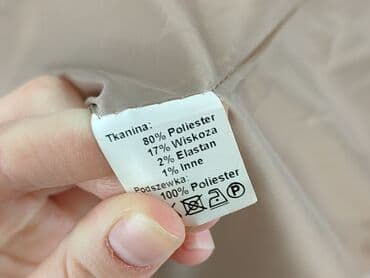 Tkanina:
80% Poliester
17% Wiskoza
2% Elastan
1% Inne
Podszewka:
100% Poliester
P